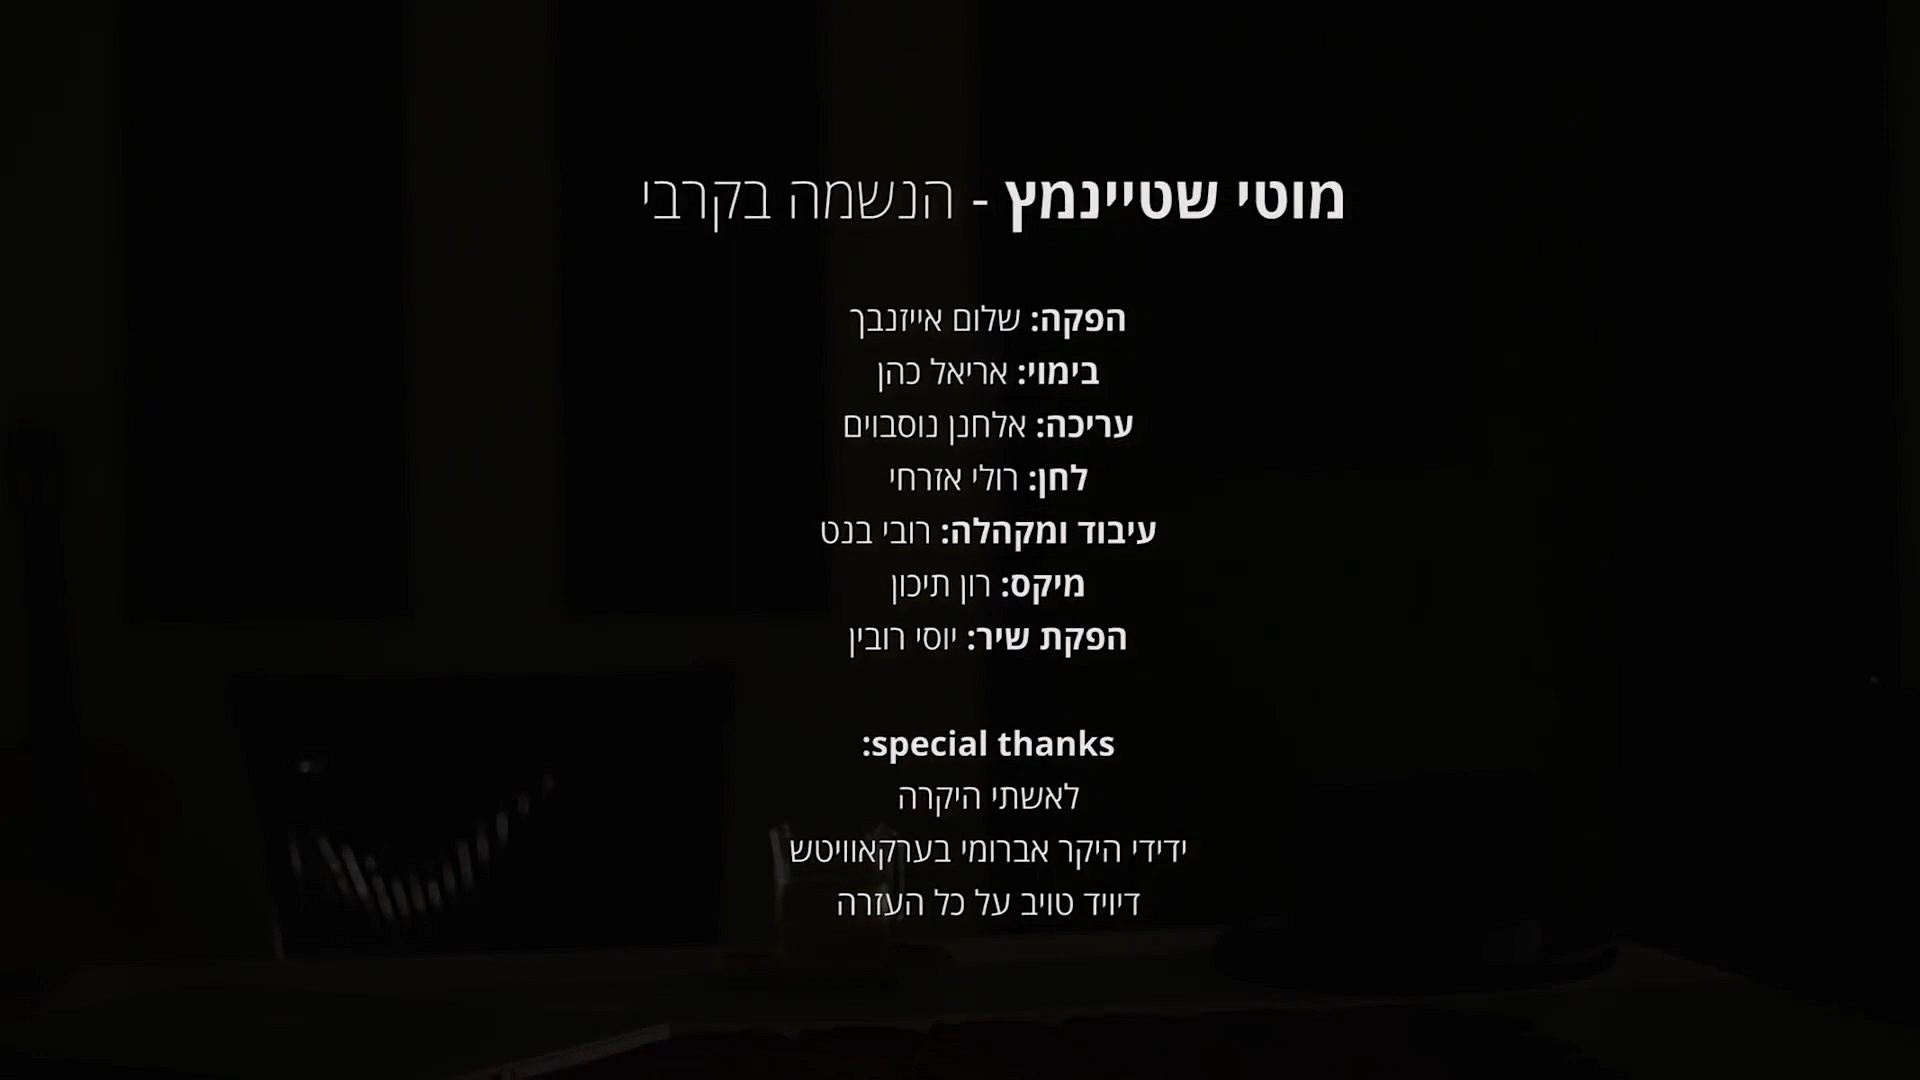 מוטי שטיינמץ - הנשמה בקרבי
הפקה: שלום אייזנבך
בימוי: אריאל כהן
עריכה: אלחנן נוסבוים
לחן: רולי אזרחי
עיבוד ומקהלה: רובי בנט
מיקס: רון תיכון
הפקת שיר: יוסי רובין
:special thanks
לאשתי היקרה
ידידי היקר אברומי בערקאוויטש
דיויד טויב על כל העזרה